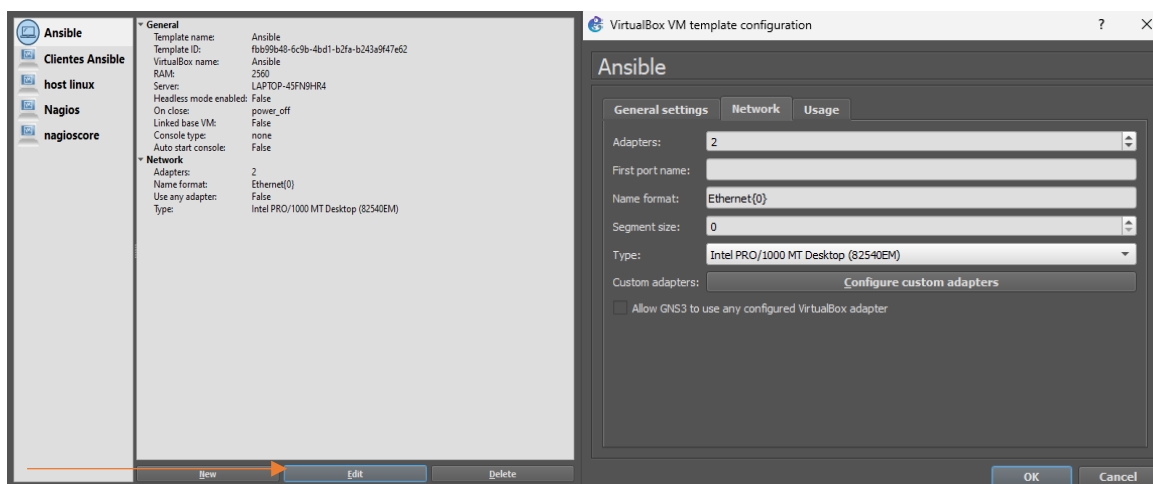 Ansible
Clientes Ansible
host linux
Nagios
nagioscore
General
Template name: Ansible
Template ID: fbb99b48-6c9b-4bd1-b2fa-b243a9f47e62
VirtualBox name: Ansible
RAM: 2560
Server: LAPTOP-45FN9HR4
Headless mode enabled: False
On close: power_off
Linked base VM: False
Console type: none
Auto start console: False
Network
Adapters: 2
Name format: Ethernet{0}
Use any adapter: False
Type: Intel PRO/1000 MT Desktop (82540EM)
New Edit Delete
VirtualBox VM template configuration ? X
Ansible
General settings Network Usage
Adapters: 2
First port name:
Name format: Ethernet{0}
Segment size: 0
Type: Intel PRO/1000 MT Desktop (82540EM)
Custom adapters: Configure custom adapters
Allow GNS3 to use any configured VirtualBox adapter
OK Cancel